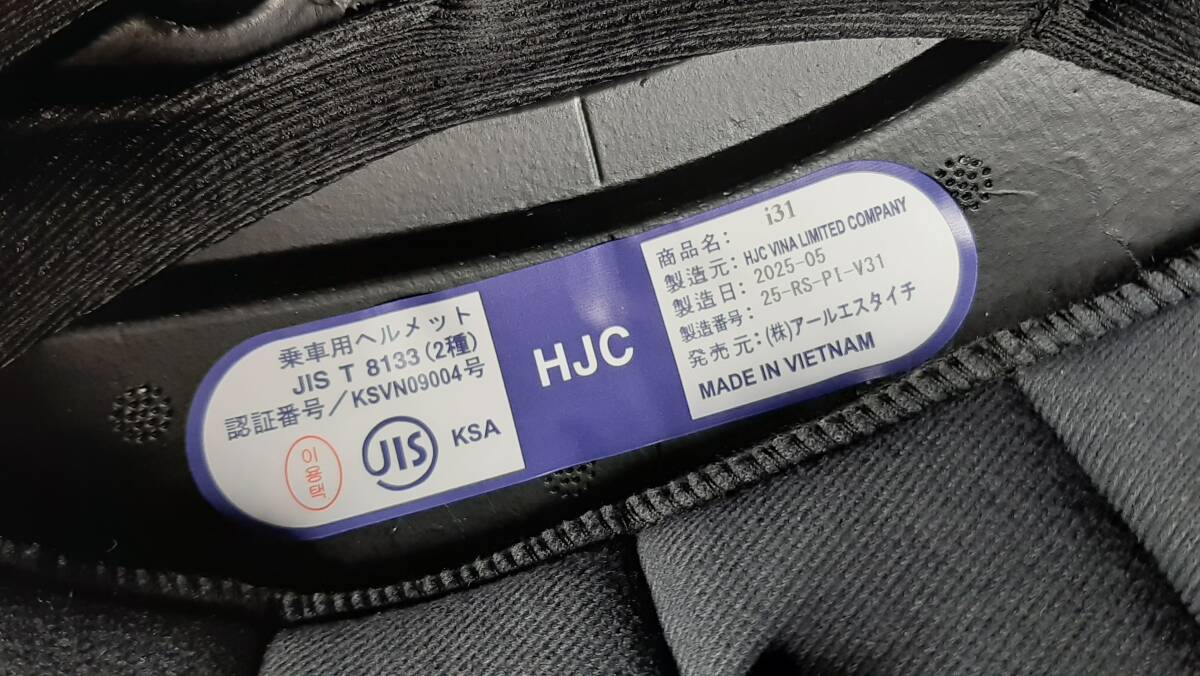 乗車用ヘルメット
JIS T 8133(2種)
認証番号/KSVN09004号
이용택
JIS
KSA
HJC
商品名: i31
製造元: HJC VINA LIMITED COMPANY
製造日: 2025-05
製造番号: 25-RS-PI-V31
発売元: (株)アールエスタイチ
MADE IN VIETNAM